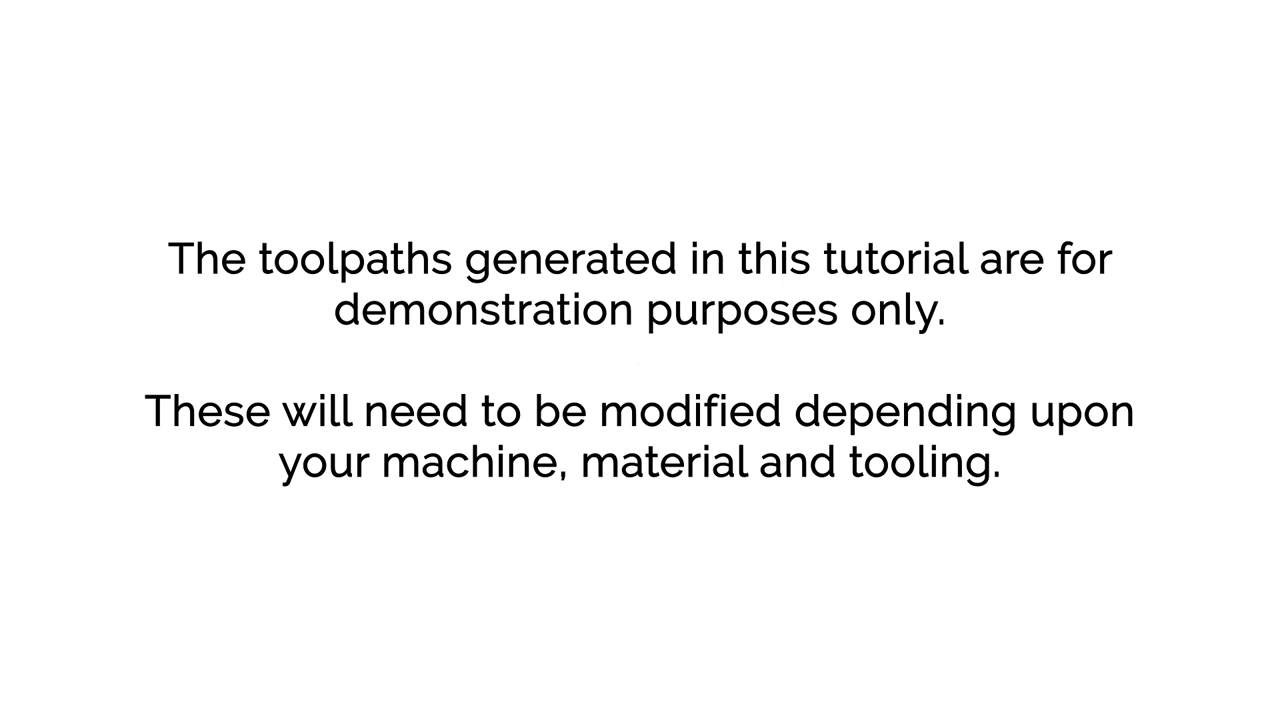 The toolpaths generated in this tutorial are for
demonstration purposes only.
These will need to be modified depending upon
your machine, material and tooling.